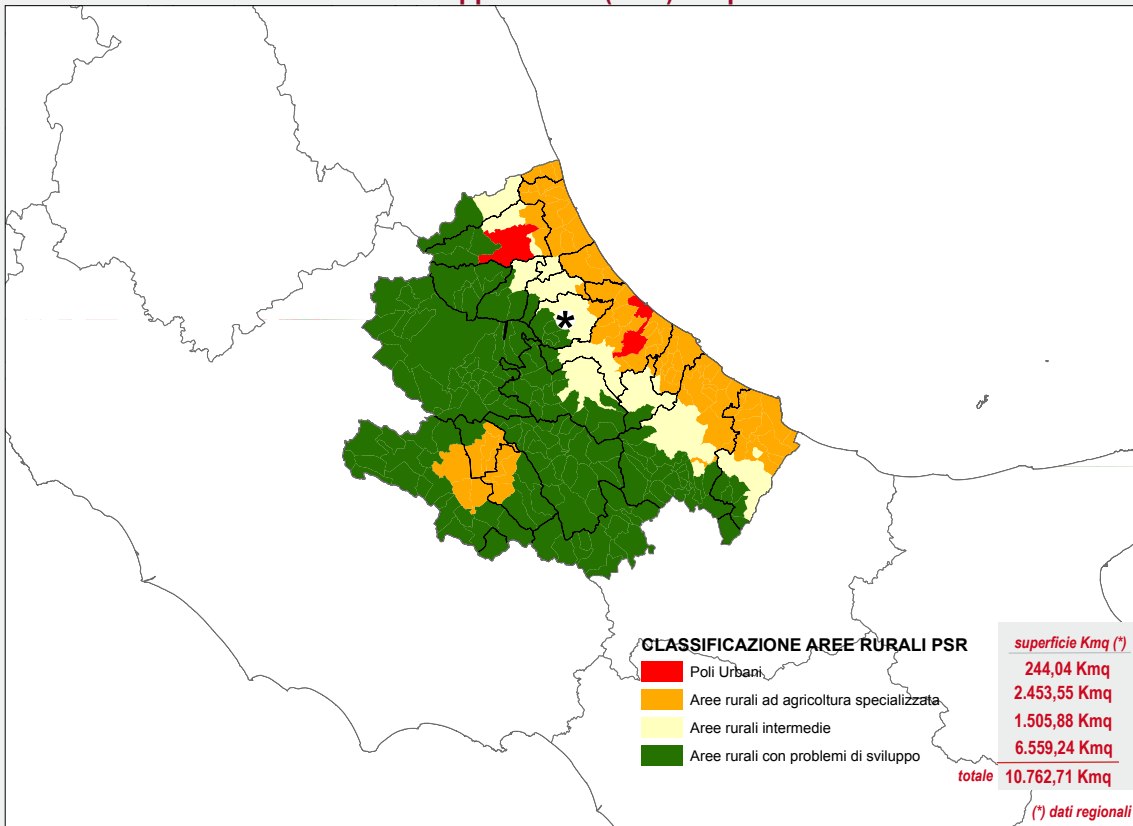 CLASSIFICAZIONE AREE RURALI PSR
superficie Kmq (*)
Poli Urbani
244,04 Kmq
Aree rurali ad agricoltura specializzata
2.453,55 Kmq
Aree rurali intermedie
1.505,88 Kmq
Aree rurali con problemi di sviluppo
6.559,24 Kmq
totale 10.762,71 Kmq
(*) dati regionali
*